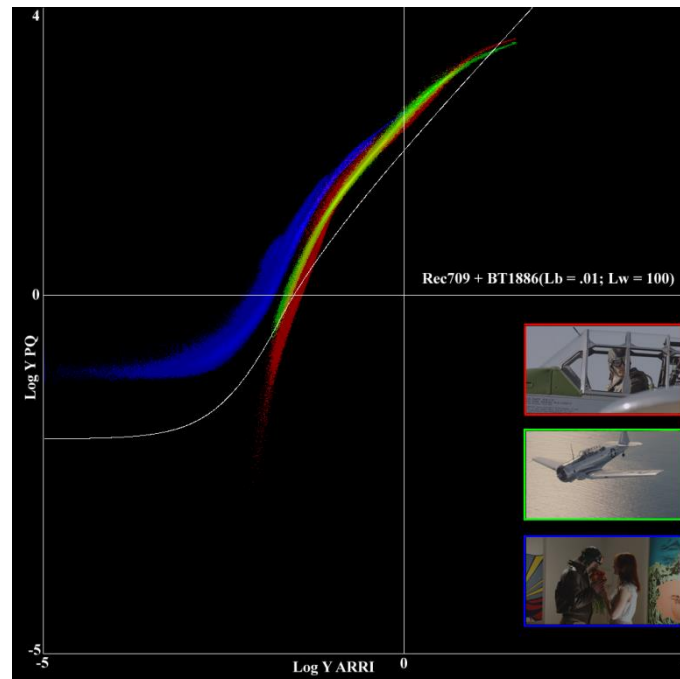 4
0
Rec709 + BT1886(Lb = .01; Lw = 100)
Log Y PQ
-5
-5
Log Y ARRI
0